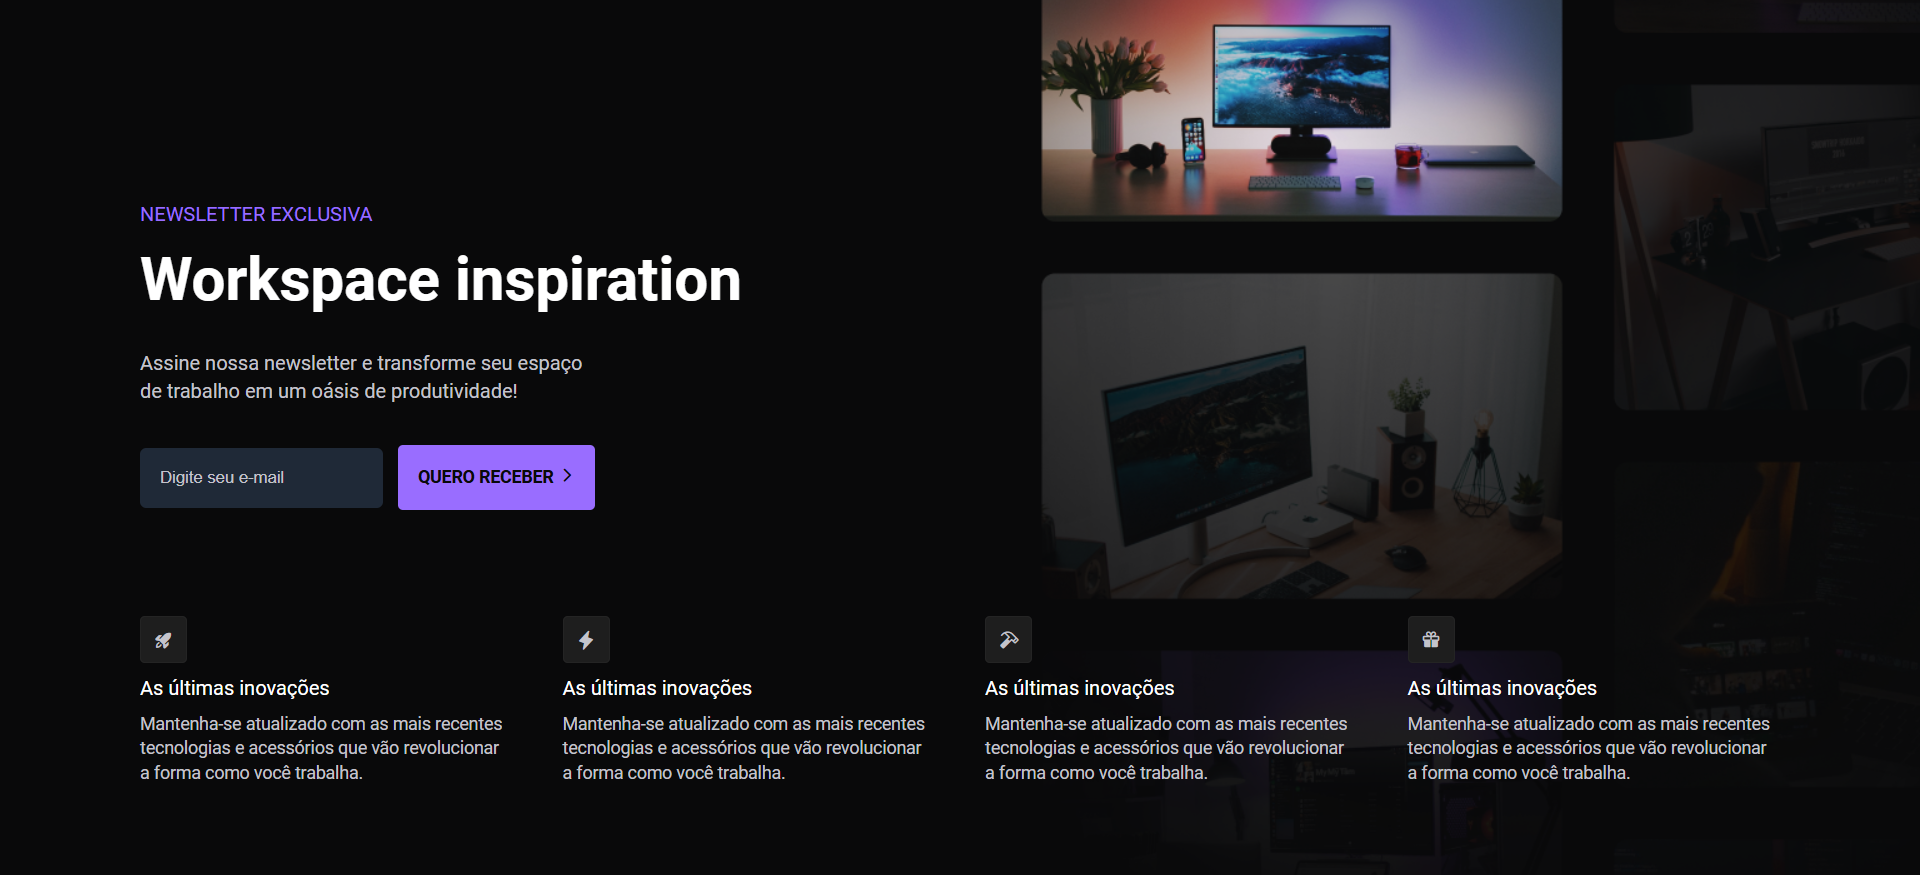 NEWSLETTER EXCLUSIVA
Workspace inspiration
Assine nossa newsletter e transforme seu espaço
de trabalho em um oásis de produtividade!
Digite seu e-mail
QUERO RECEBER
As últimas inovações
Mantenha-se atualizado com as mais recentes
tecnologias e acessórios que vão revolucionar
a forma como você trabalha.
As últimas inovações
Mantenha-se atualizado com as mais recentes
tecnologias e acessórios que vão revolucionar
a forma como você trabalha.
As últimas inovações
Mantenha-se atualizado com as mais recentes
tecnologias e acessórios que vão revolucionar
a forma como você trabalha.
As últimas inovações
Mantenha-se atualizado com as mais recentes
tecnologias e acessórios que vão revolucionar
a forma como você trabalha.